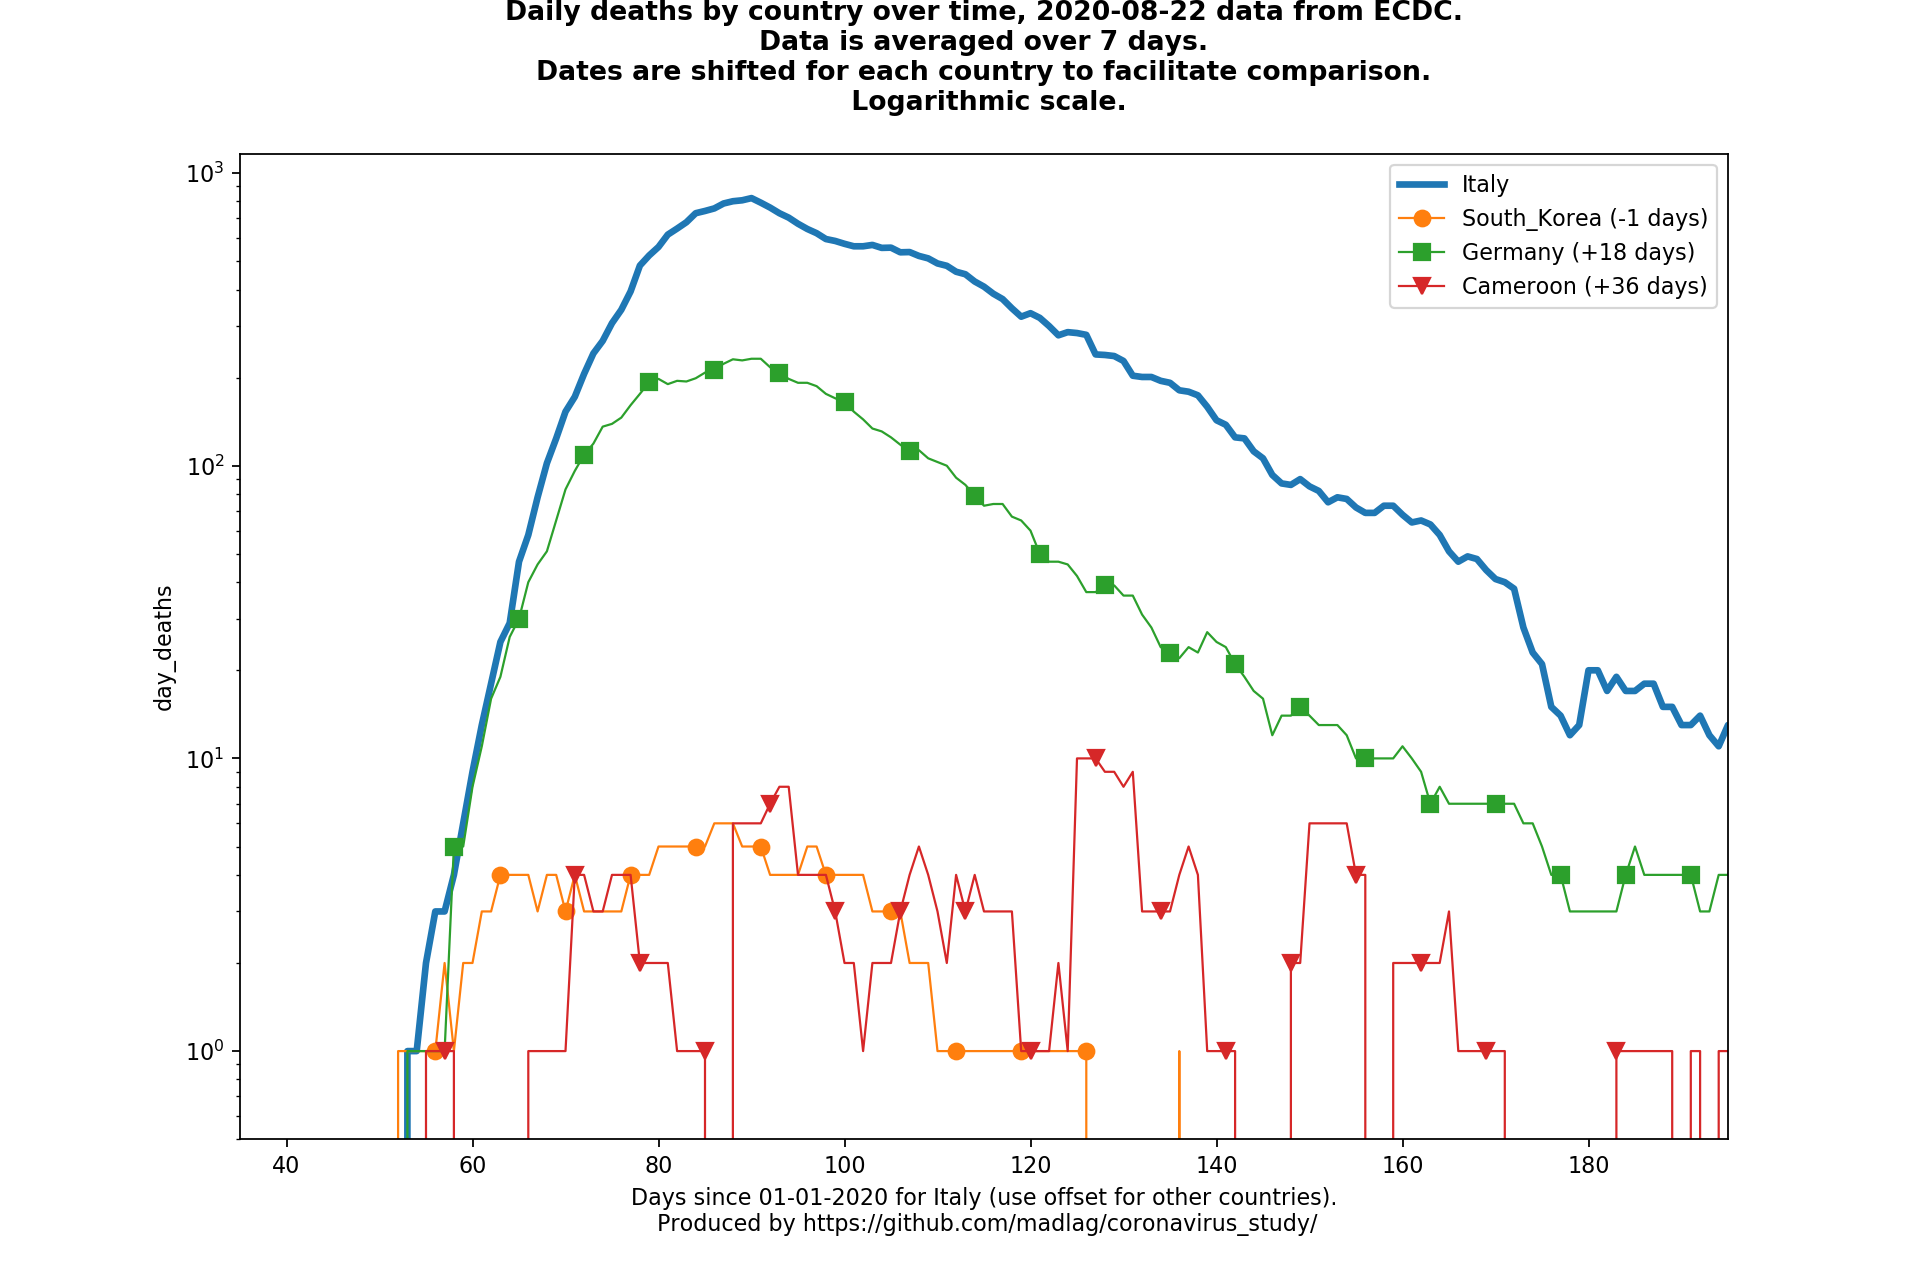 Daily deaths by country over time, 2020-08-22 data from ECDC.
Data is averaged over 7 days.
Dates are shifted for each country to facilitate comparison.
Logarithmic scale.
Italy
South_Korea (-1 days)
Germany (+18 days)
Cameroon (+36 days)
10³
10²
10¹
10⁰
day_deaths
40 60 80 100 120 140 160 180
Days since 01-01-2020 for Italy (use offset for other countries).
Produced by https://github.com/madlag/coronavirus_study/